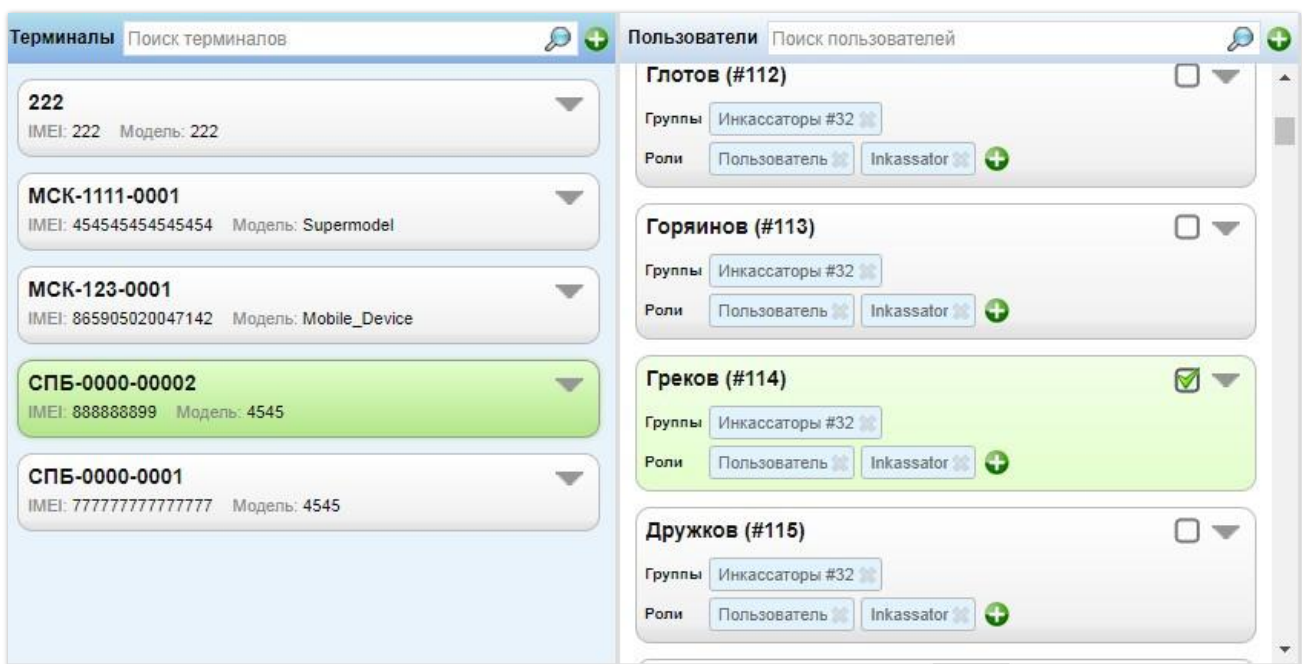 Терминалы Поиск терминалов
222
IMEI: 222 Модель: 222
МСК-1111-0001
IMEI: 454545454545454 Модель: Supermodel
МСК-123-0001
IMEI: 865905020047142 Модель: Mobile_Device
СПБ-0000-00002
IMEI: 888888899 Модель: 4545
СПБ-0000-0001
IMEI: 777777777777777 Модель: 4545
Пользователи Поиск пользователей
Глотов (#112)
Группы Инкассаторы #32
Роли Пользователь Inkassator
Горяинов (#113)
Группы Инкассаторы #32
Роли Пользователь Inkassator
Греков (#114)
Группы Инкассаторы #32
Роли Пользователь Inkassator
Дружков (#115)
Группы Инкассаторы #32
Роли Пользователь Inkassator